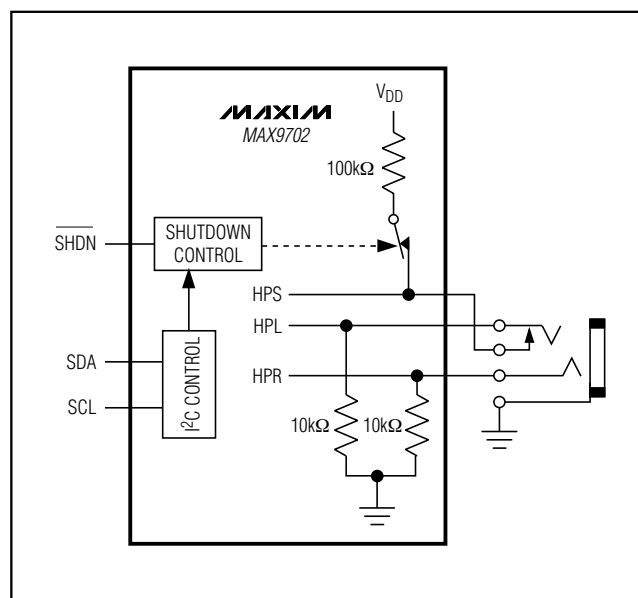 VDD
MAXIM
MAX9702
100kΩ
SHDN
SHUTDOWN
CONTROL
HPS
HPL
SDA
HPR
SCL
I²C CONTROL
10kΩ
10kΩ